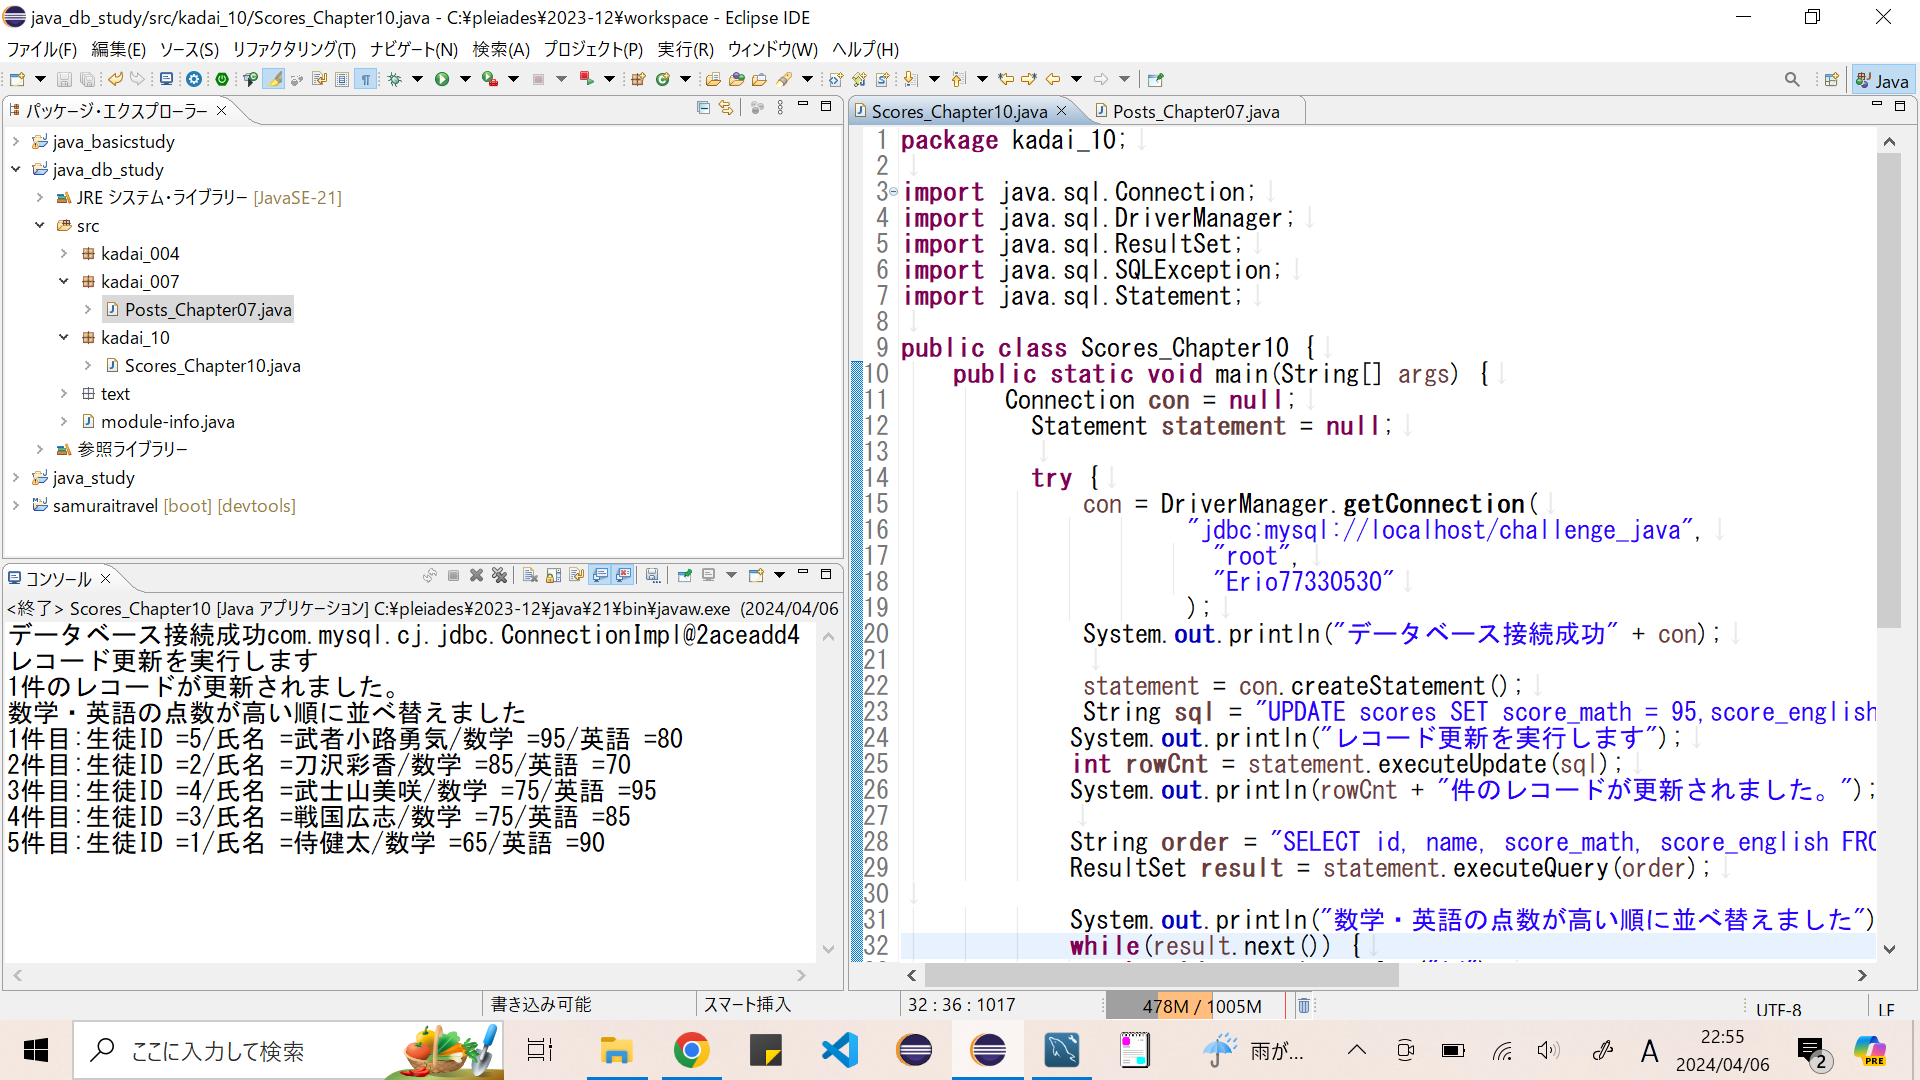 java_db_study/src/kadai_10/Scores_Chapter10.java - C:¥pleiades¥2023-12¥workspace - Eclipse IDE
ファイル(F) 編集(E) ソース(S) リファクタリング(T) ナビゲート(N) 検索(A) プロジェクト(P) 実行(R) ウィンドウ(W) ヘルプ(H)
Java
パッケージ・エクスプローラー
java_basicstudy
java_db_study
JRE システム・ライブラリー [JavaSE-21]
src
kadai_004
kadai_007
Posts_Chapter07.java
kadai_10
Scores_Chapter10.java
text
module-info.java
参照ライブラリー
java_study
samuraitravel [boot] [devtools]
コンソール
<終了> Scores_Chapter10 [Java アプリケーション] C:¥pleiades¥2023-12¥java¥21¥bin¥javaw.exe (2024/04/06
データベース接続成功com.mysql.cj.jdbc.ConnectionImpl@2aceadd4
レコード更新を実行します
1件のレコードが更新されました。
数学・英語の点数が高い順に並べ替えました
1件目:生徒ID =5/氏名 =武者小路勇気/数学 =95/英語 =80
2件目:生徒ID =2/氏名 =刀沢彩香/数学 =85/英語 =70
3件目:生徒ID =4/氏名 =武士山美咲/数学 =75/英語 =95
4件目:生徒ID =3/氏名 =戦国広志/数学 =75/英語 =85
5件目:生徒ID =1/氏名 =侍健太/数学 =65/英語 =90
Scores_Chapter10.java Posts_Chapter07.java
1 package kadai_10;
2
3 import java.sql.Connection;
4 import java.sql.DriverManager;
5 import java.sql.ResultSet;
6 import java.sql.SQLException;
7 import java.sql.Statement;
8
9 public class Scores_Chapter10 {
10 public static void main(String[] args) {
11 Connection con = null;
12 Statement statement = null;
13
14 try {
15 con = DriverManager.getConnection(
16 "jdbc:mysql://localhost/challenge_java",
17 "root",
18 "Erio77330530"
19 );
20 System.out.println("データベース接続成功" + con);
21
22 statement = con.createStatement();
23 String sql = "UPDATE scores SET score_math = 95,score_english
24 System.out.println("レコード更新を実行します");
25 int rowCnt = statement.executeUpdate(sql);
26 System.out.println(rowCnt + "件のレコードが更新されました。");
27
28 String order = "SELECT id, name, score_math, score_english FRO
29 ResultSet result = statement.executeQuery(order);
30
31 System.out.println("数学・英語の点数が高い順に並べ替えました")
32 while(result.next()) {
書き込み可能 スマート挿入 32 : 36 : 1017 478M / 1005M UTF-8 LF
ここに入力して検索
雨が...
A
22:55
2024/04/06
2
PRE